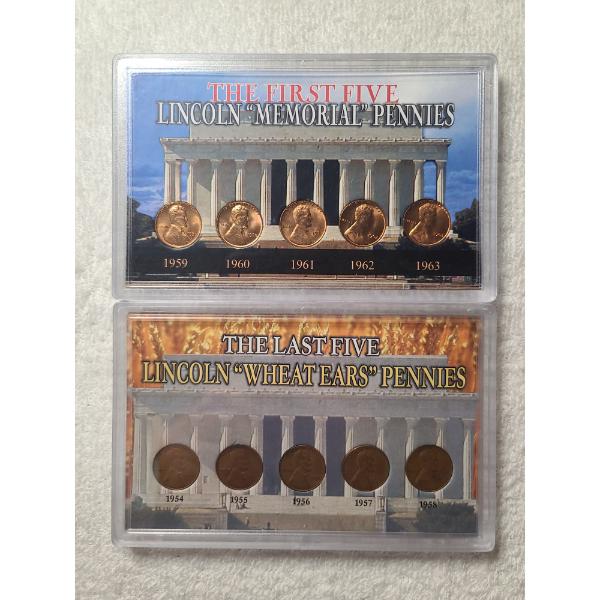 THE FIRST FIVE
LINCOLN "MEMORIAL" PENNIES
1959 1960 1961 1962 1963
THE LAST FIVE
LINCOLN "WHEAT EARS" PENNIES
1954 1955 1956 1957 1958